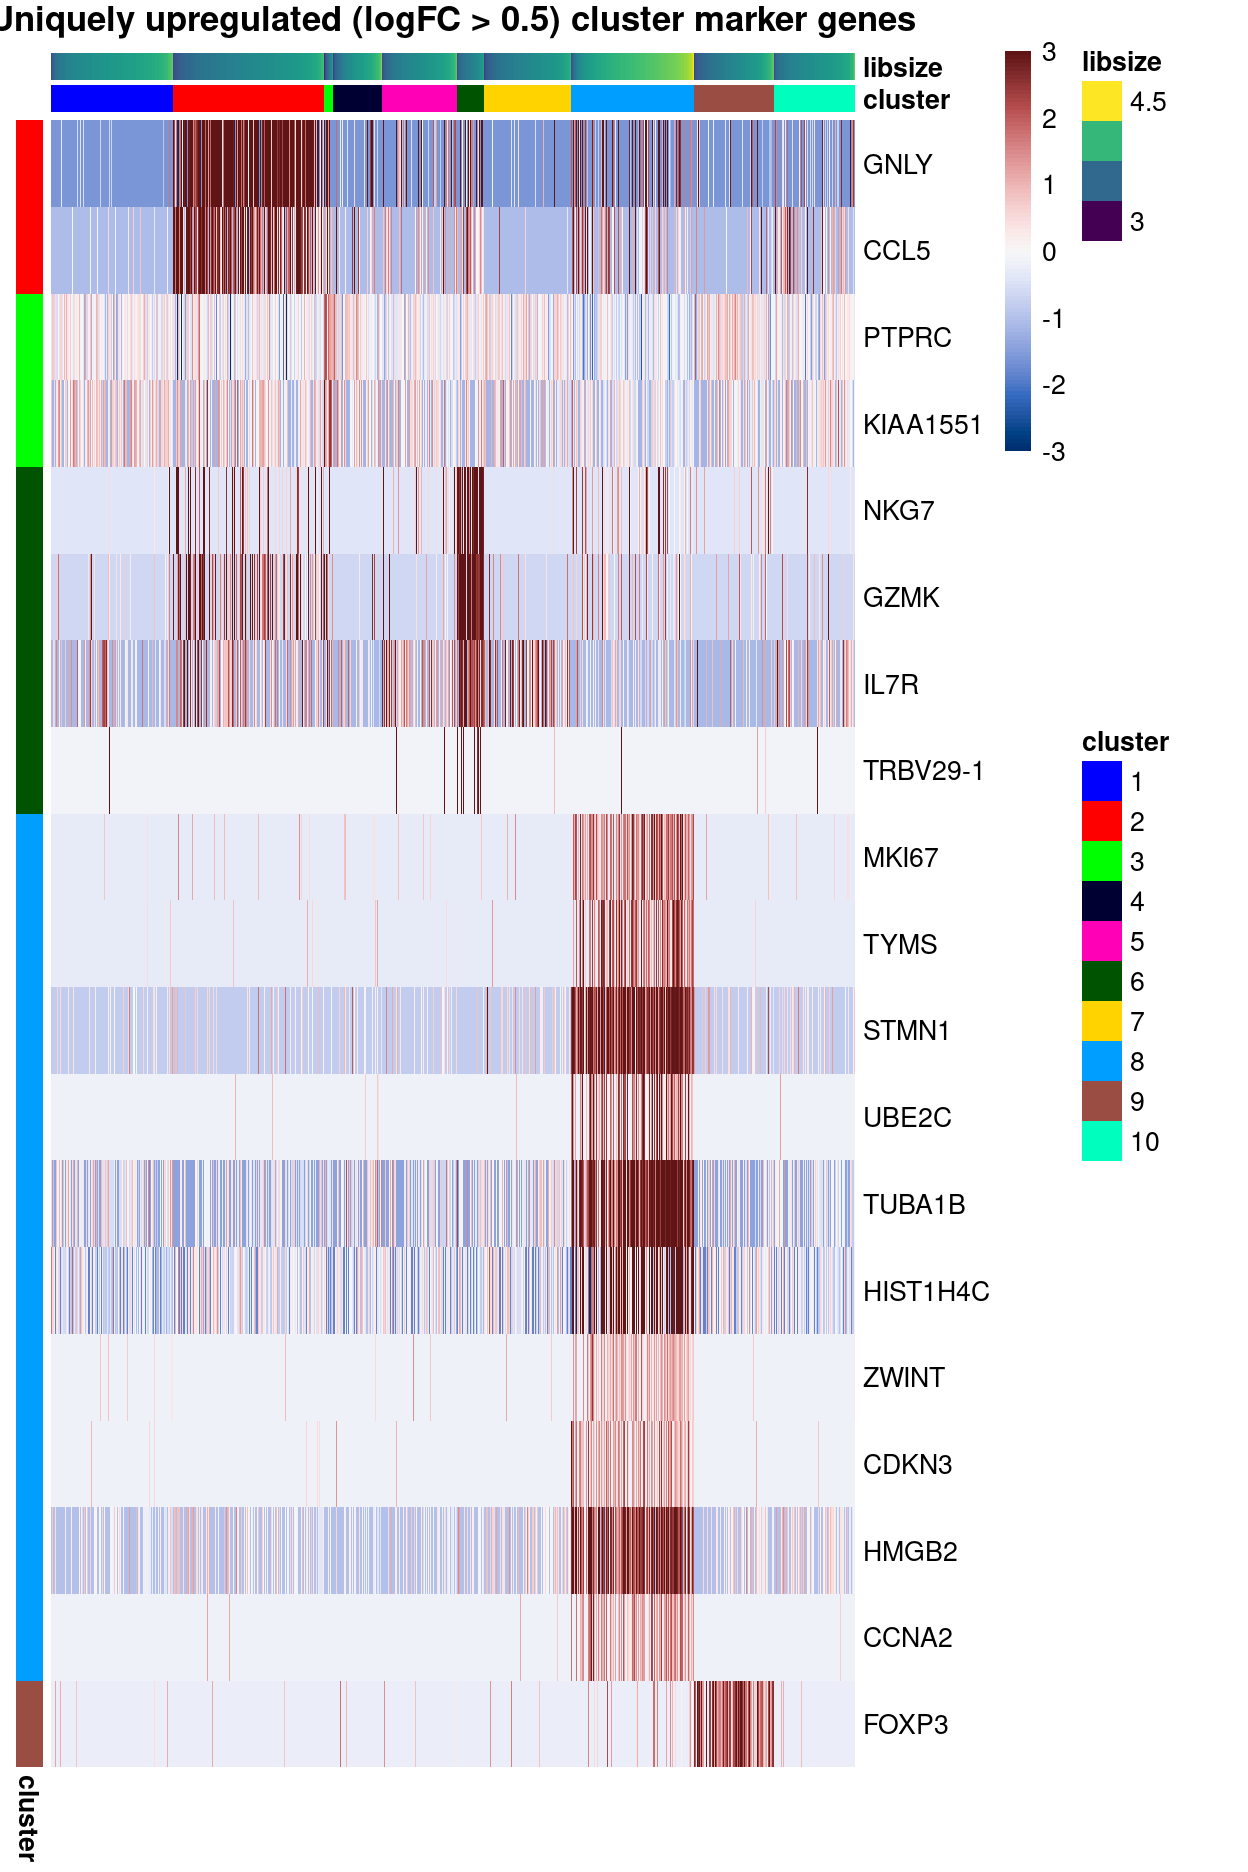 Uniquely upregulated (logFC > 0.5) cluster marker genes
libsize
cluster
GNLY
CCL5
PTPRC
KIAA1551
NKG7
GZMK
IL7R
TRBV29-1
MKI67
TYMS
STMN1
UBE2C
TUBA1B
HIST1H4C
ZWINT
CDKN3
HMGB2
CCNA2
FOXP3
cluster
3
2
1
0
-1
-2
-3
libsize
4.5
3
cluster
1
2
3
4
5
6
7
8
9
10